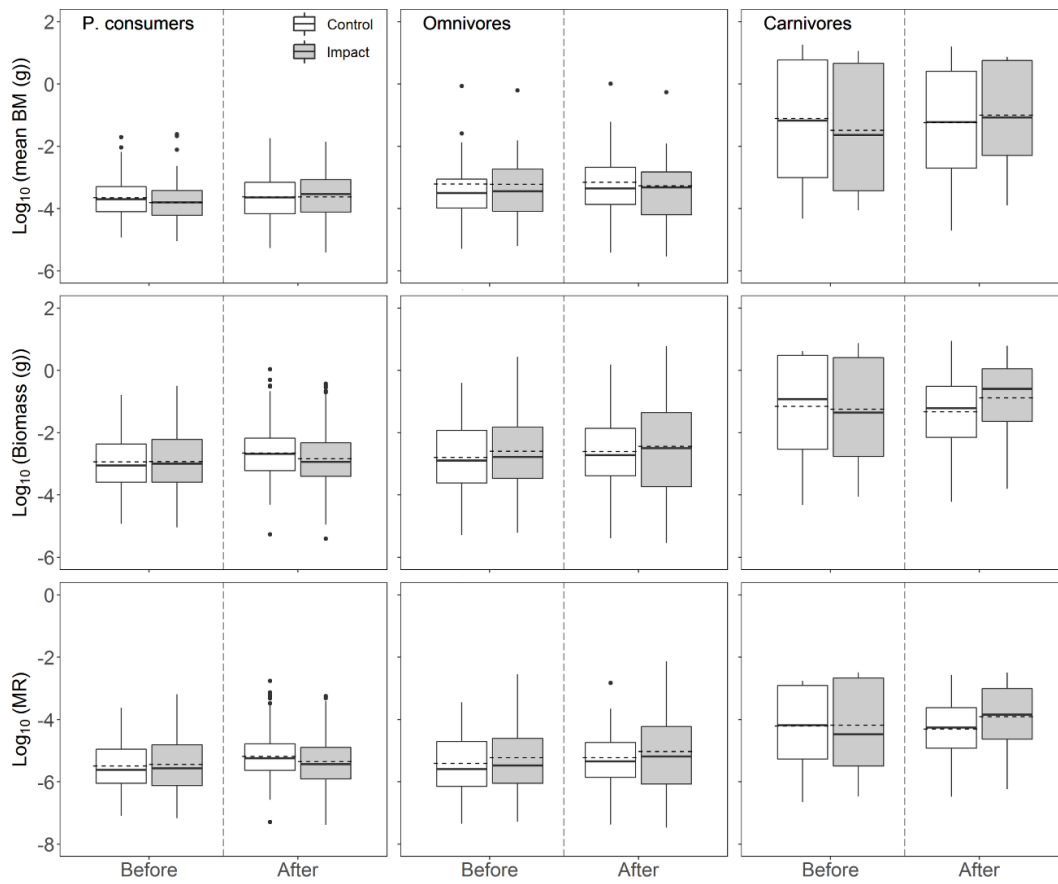 P. consumers
Control
Impact
Omnivores
Carnivores
Log10 (mean BM (g))
2
0
-2
-4
-6
Log10 (Biomass (g))
2
0
-2
-4
-6
Log10 (MR)
0
-2
-4
-6
-8
Before After Before After Before After